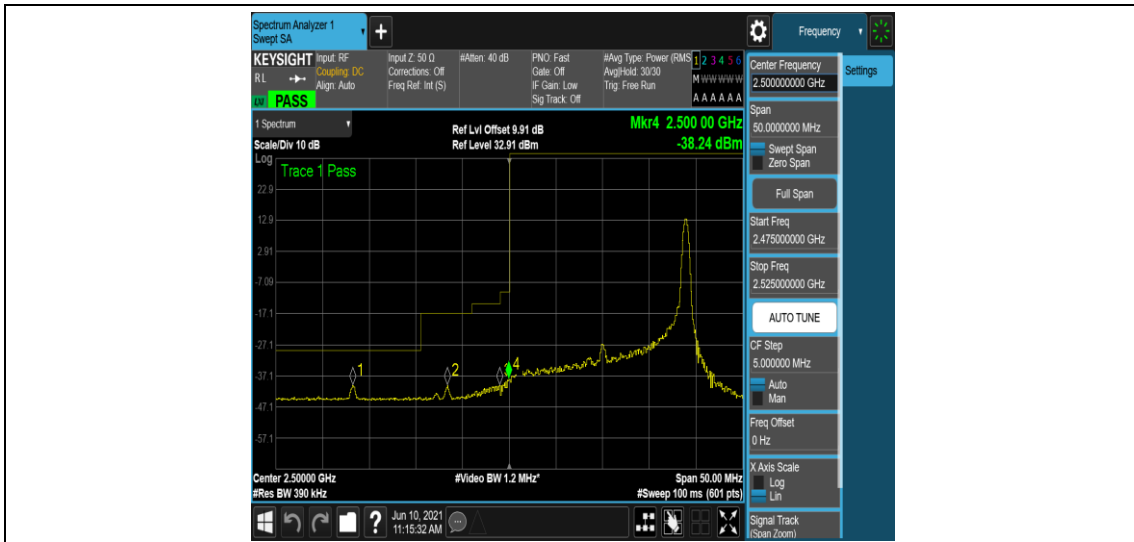 Spectrum Analyzer 1
Swept SA
+
Frequency
KEYSIGHT
RL
LXI
PASS
Input: RF
Coupling: DC
Align: Auto
Input Z: 50 Ω
Corrections: Off
Freq Ref: Int (S)
#Atten: 40 dB
PNO: Fast
Gate: Off
IF Gain: Low
Sig Track: Off
#Avg Type: Power (RMS
Avg|Hold: 30/30
Trig: Free Run
1 2 3 4 5 6
M W W W W W
A A A A A A
1 Spectrum
Scale/Div 10 dB
Log
Ref Lvl Offset 9.91 dB
Ref Level 32.91 dBm
Mkr4 2.500 00 GHz
-38.24 dBm
Trace 1 Pass
22.9
12.9
2.91
-7.09
-17.1
-27.1
-37.1
-47.1
-57.1
1
2
3
4
Center 2.50000 GHz
#Res BW 390 kHz
#Video BW 1.2 MHz*
Span 50.00 MHz
#Sweep 100 ms (601 pts)
Center Frequency
2.500000000 GHz
Settings
Span
50.0000000 MHz
Swept Span
Zero Span
Full Span
Start Freq
2.475000000 GHz
Stop Freq
2.525000000 GHz
AUTO TUNE
CF Step
5.000000 MHz
Auto
Man
Freq Offset
0 Hz
X Axis Scale
Log
Lin
Signal Track
(Span Zoom)
?
Jun 10, 2021
11:15:32 AM